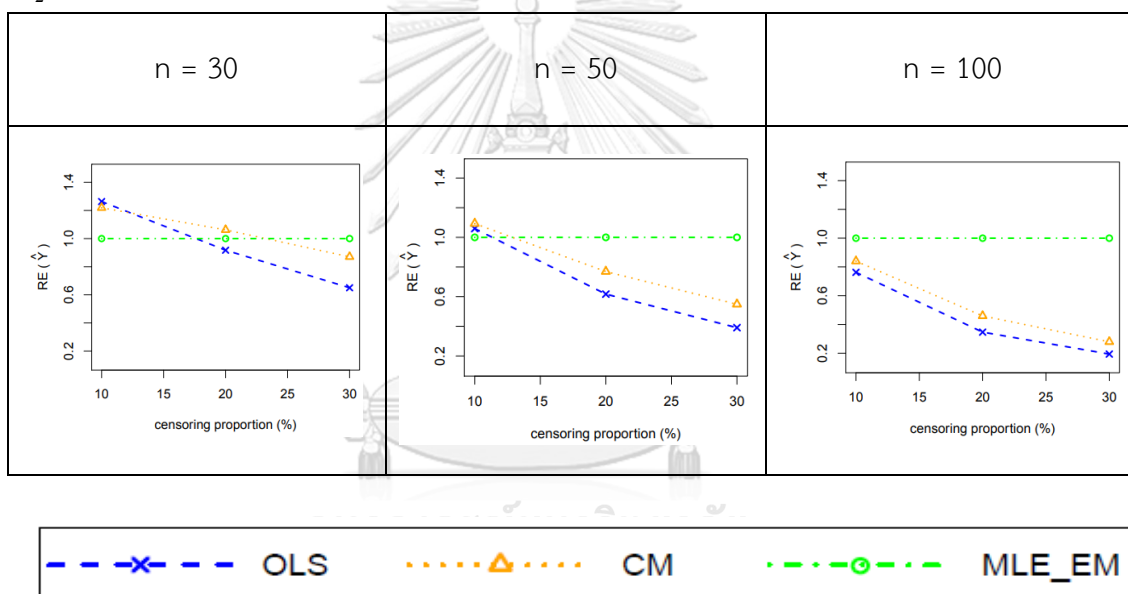 n = 30
n = 50
n = 100
1.4
1.0
0.6
0.2
RE ( Ŷ )
10 15 20 25 30
censoring proportion (%)
1.4
1.0
0.6
0.2
RE ( Ŷ )
10 15 20 25 30
censoring proportion (%)
1.4
1.0
0.6
0.2
RE ( Ŷ )
10 15 20 25 30
censoring proportion (%)
OLS CM MLE_EM